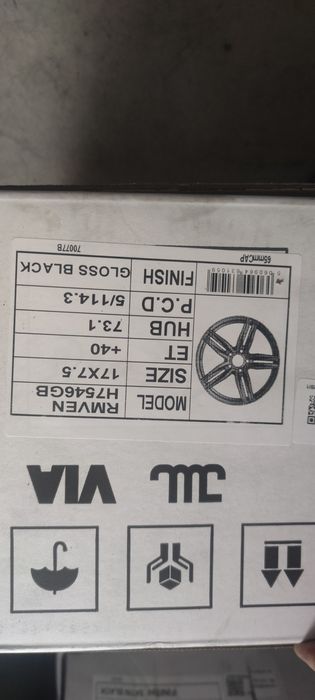 JWL VIA
MODEL RMVEN
H7546GB
SIZE 17X7.5
ET +40
HUB 73.1
P.C.D 5/114.3
FINISH GLOSS BLACK
65mmCAP 70077B